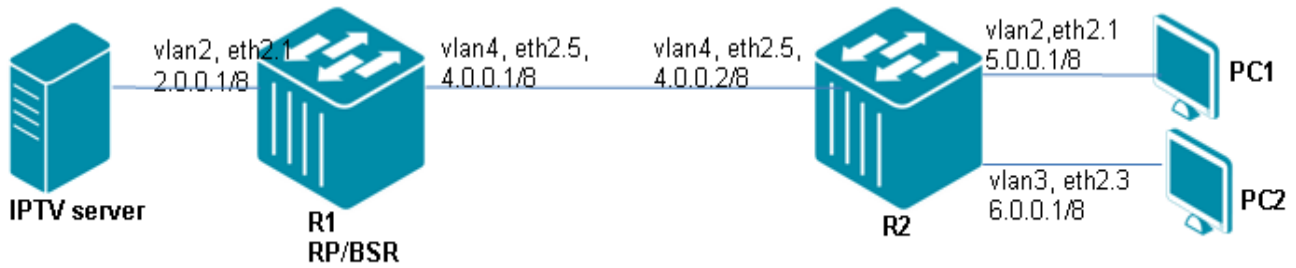 vlan2, eth2.1
2.0.0.1/8
vlan4, eth2.5,
4.0.0.1/8
vlan4, eth2.5,
4.0.0.2/8
vlan2,eth2.1
5.0.0.1/8
PC1
vlan3, eth2.3
6.0.0.1/8
PC2
IPTV server
R1
RP/BSR
R2